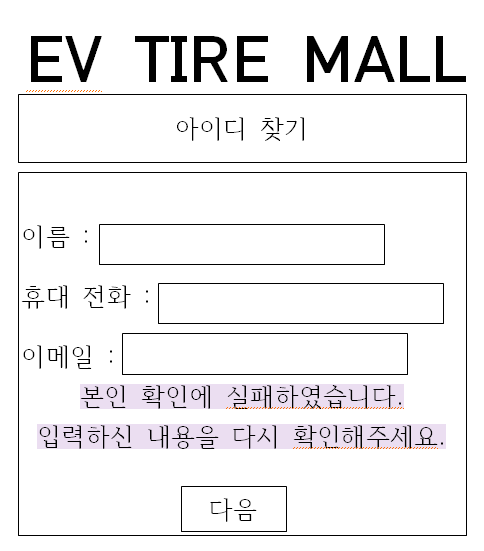 EV TIRE MALL
아이디 찾기
이름 :
휴대 전화 :
이메일 :
본인 확인에 실패하였습니다.
입력하신 내용을 다시 확인해주세요.
다음